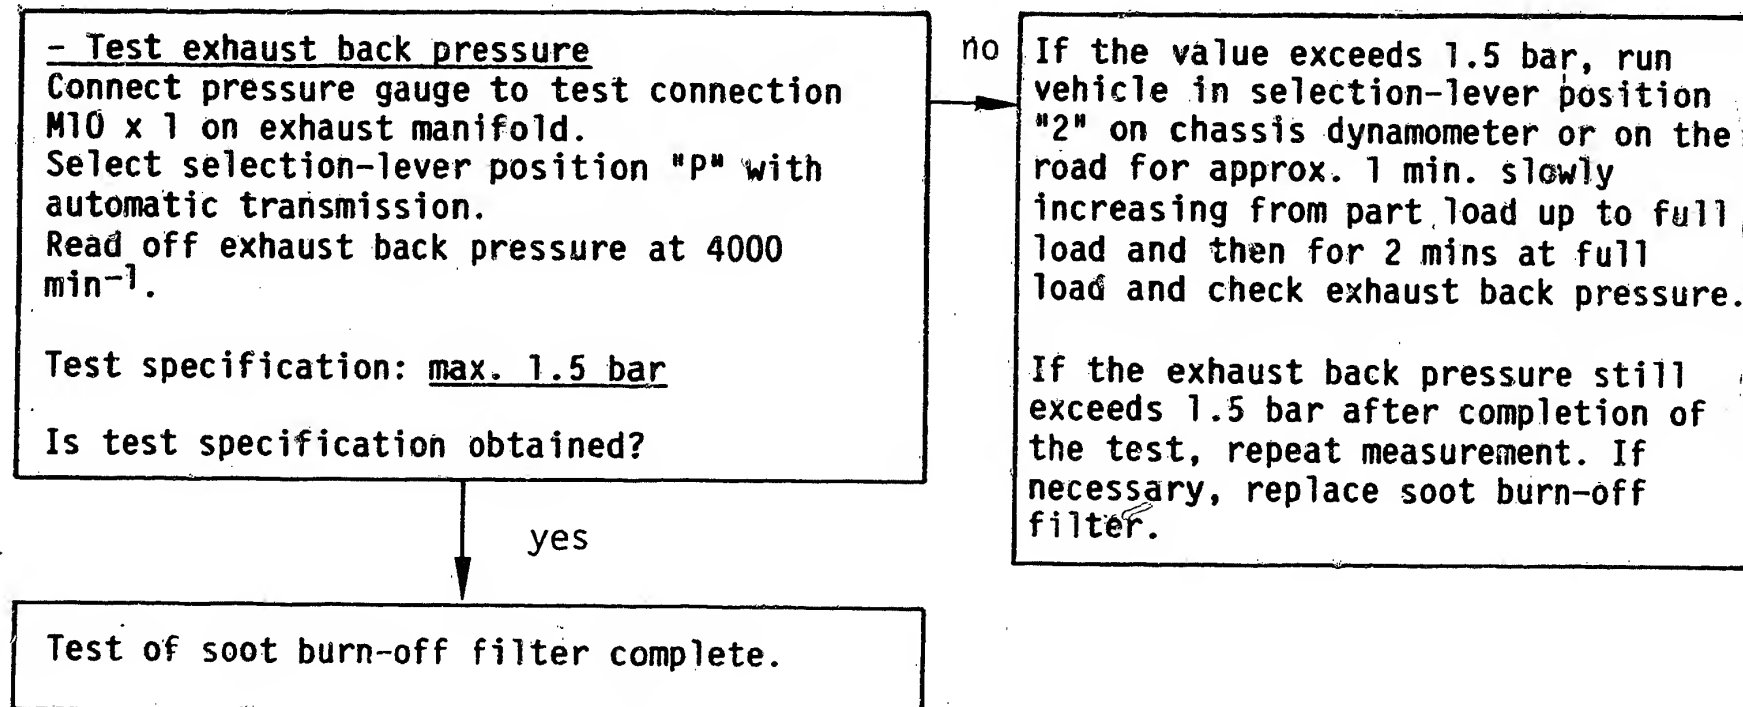 - Test exhaust back pressure
Connect pressure gauge to test connection
M10 x 1 on exhaust manifold.
Select selection-lever position "P" with
automatic transmission.
Read off exhaust back pressure at 4000
min⁻¹.
Test specification: max. 1.5 bar
Is test specification obtained?
no
If the value exceeds 1.5 bar, run
vehicle in selection-lever position
"2" on chassis dynamometer or on the
road for approx. 1 min. slowly
increasing from part load up to full
load and then for 2 mins at full
load and check exhaust back pressure.
If the exhaust back pressure still
exceeds 1.5 bar after completion of
the test, repeat measurement. If
necessary, replace soot burn-off
filter.
yes
Test of soot burn-off filter complete.